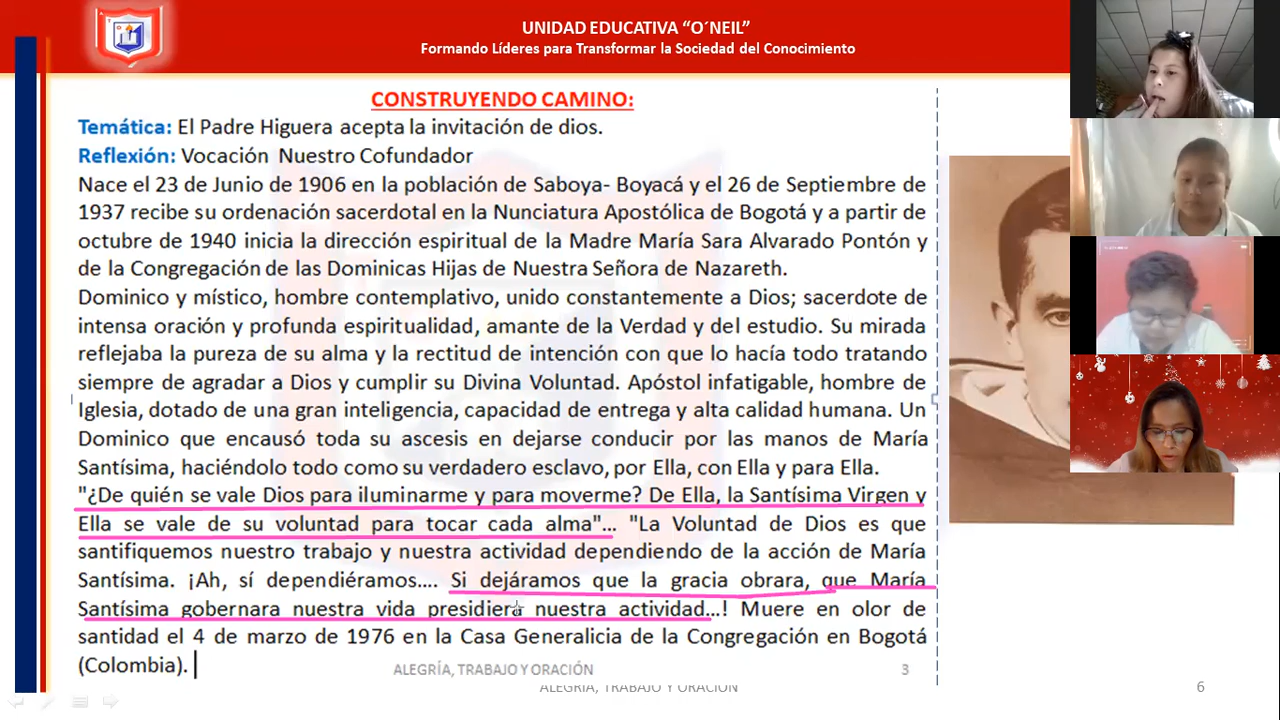 UNIDAD EDUCATIVA “O´NEIL”
Formando Líderes para Transformar la Sociedad del Conocimiento
CONSTRUYENDO CAMINO:
Temática: El Padre Higuera acepta la invitación de dios.
Reflexión: Vocación Nuestro Cofundador
Nace el 23 de Junio de 1906 en la población de Saboya- Boyacá y el 26 de Septiembre de
1937 recibe su ordenación sacerdotal en la Nunciatura Apostólica de Bogotá y a partir de
octubre de 1940 inicia la dirección espiritual de la Madre María Sara Alvarado Pontón y
de la Congregación de las Dominicas Hijas de Nuestra Señora de Nazareth.
Dominico y místico, hombre contemplativo, unido constantemente a Dios; sacerdote de
intensa oración y profunda espiritualidad, amante de la Verdad y del estudio. Su mirada
reflejaba la pureza de su alma y la rectitud de intención con que lo hacía todo tratando
siempre de agradar a Dios y cumplir su Divina Voluntad. Apóstol infatigable, hombre de
Iglesia, dotado de una gran inteligencia, capacidad de entrega y alta calidad humana. Un
Dominico que encausó toda su ascesis en dejarse conducir por las manos de María
Santísima, haciéndolo todo como su verdadero esclavo, por Ella, con Ella y para Ella.
"¿De quién se vale Dios para iluminarme y para moverme? De Ella, la Santísima Virgen y
Ella se vale de su voluntad para tocar cada alma"… "La Voluntad de Dios es que
santifiquemos nuestro trabajo y nuestra actividad dependiendo de la acción de María
Santísima. ¡Ah, sí dependiéramos…. Si dejáramos que la gracia obrara, que María
Santísima gobernara nuestra vida presidiera nuestra actividad…! Muere en olor de
santidad el 4 de marzo de 1976 en la Casa Generalicia de la Congregación en Bogotá
(Colombia).
ALEGRÍA, TRABAJO Y ORACIÓN 3
ALEGRÍA, TRABAJO Y ORACIÓN 6